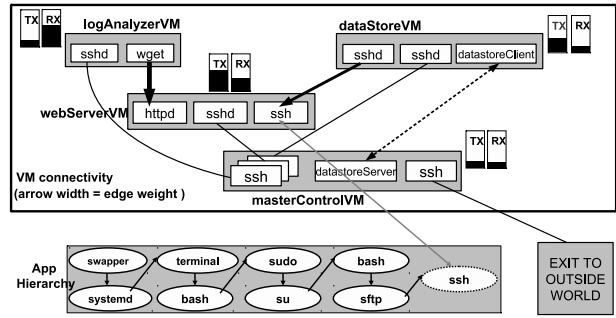 TX RX
logAnalyzerVM
sshd wget
dataStoreVM
sshd sshd datastoreClient
TX RX
TX RX
webServerVM
httpd sshd ssh
TX RX
VM connectivity
(arrow width = edge weight )
ssh
datastoreServer
ssh
masterControlVM
App
Hierarchy
swapper terminal sudo bash
systemd bash su sftp
ssh
EXIT TO
OUTSIDE
WORLD